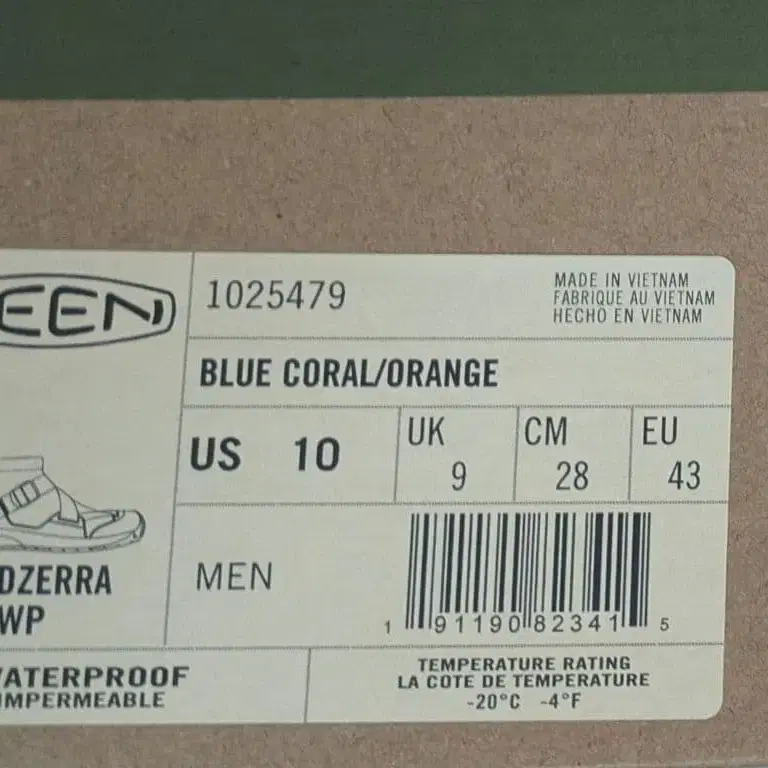 EEN
1025479
MADE IN VIETNAM
FABRIQUE AU VIETNAM
HECHO EN VIETNAM
BLUE CORAL/ORANGE
US 10
UK
9
CM
28
EU
43
DZERRA
WP
MEN
1 91190 82341 5
ATERPROOF
IMPERMEABLE
TEMPERATURE RATING
LA COTE DE TEMPERATURE
-20°C -4°F